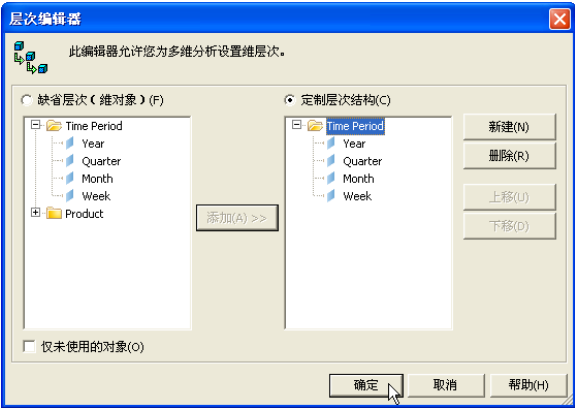 层次编辑器
此编辑器允许您为多维分析设置维层次。
缺省层次(维对象)(F)
定制层次结构(C)
Time Period
Year
Quarter
Month
Week
Product
添加(A) >>
Time Period
Year
Quarter
Month
Week
新建(N)
删除(R)
上移(U)
下移(D)
仅未使用的对象(O)
确定
取消
帮助(H)